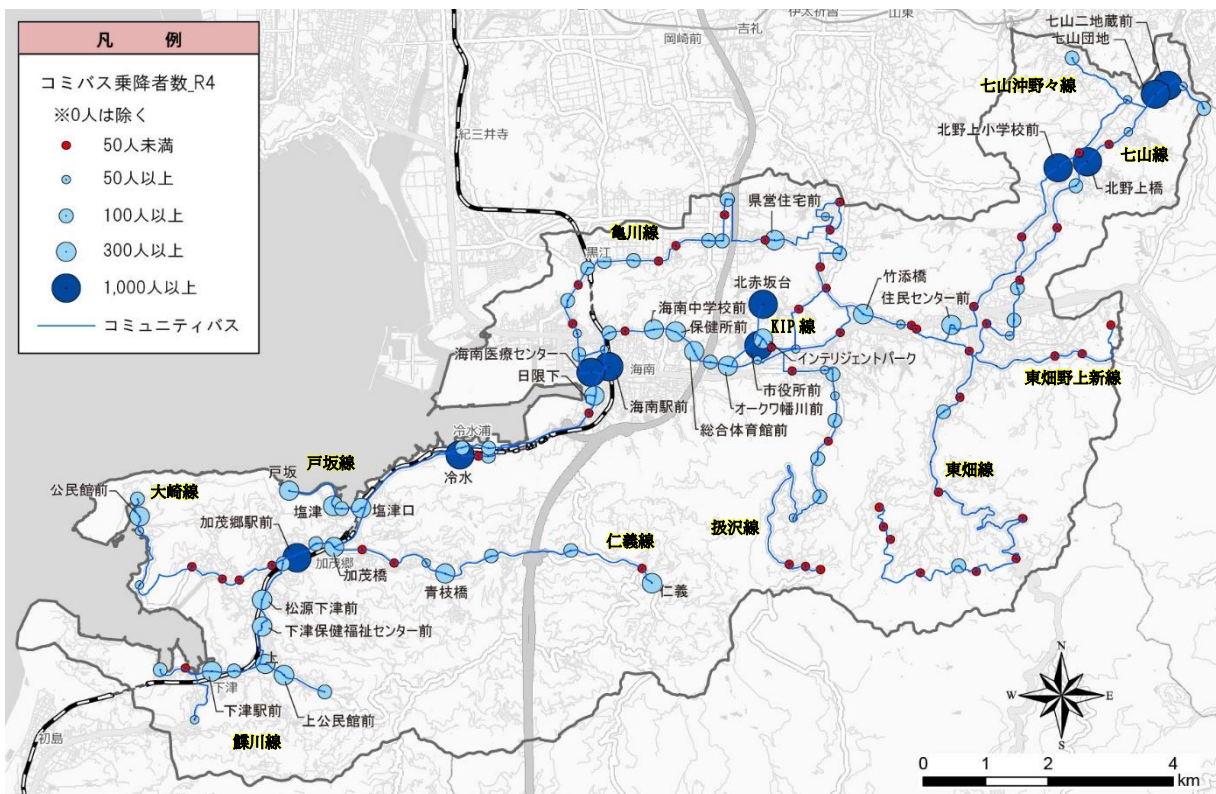 凡 例
コミバス乗降者数_R4
※0人は除く
50人未満
50人以上
100人以上
300人以上
1,000人以上
コミュニティバス
伊太祈曽
山東
吉礼
岡崎前
七山二地蔵前
七山団地
七山沖野々線
紀三井寺
北野上小学校前
七山線
北野上橋
県営住宅前
亀川線
黒江
竹添橋
北赤坂台
住民センター前
海南中学校前
保健所前
KIP線
海南医療センター
インテリジェントパーク
海南
日限下
市役所前
東畑野上新線
海南駅前
オークワ幡川前
総合体育館前
冷水浦
冷水
戸坂線
戸坂
東畑線
大崎線
公民館前
塩津
塩津口
扱沢線
加茂郷駅前
仁義線
加茂郷
加茂橋
青枝橋
仁義
松源下津前
下津保健福祉センター前
上
下津
下津駅前
上公民館前
初島
鰈川線
N
W
E
S
0 1 2 4
km